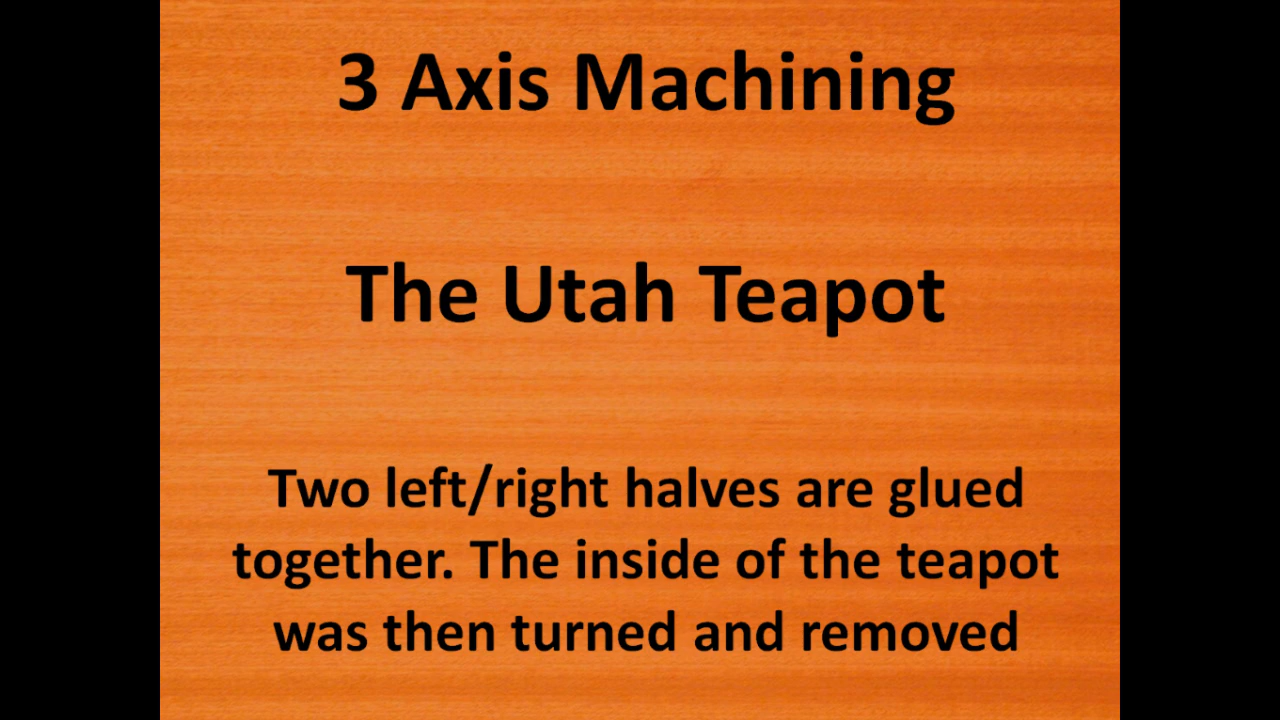 3 Axis Machining
The Utah Teapot
Two left/right halves are glued
together. The inside of the teapot
was then turned and removed